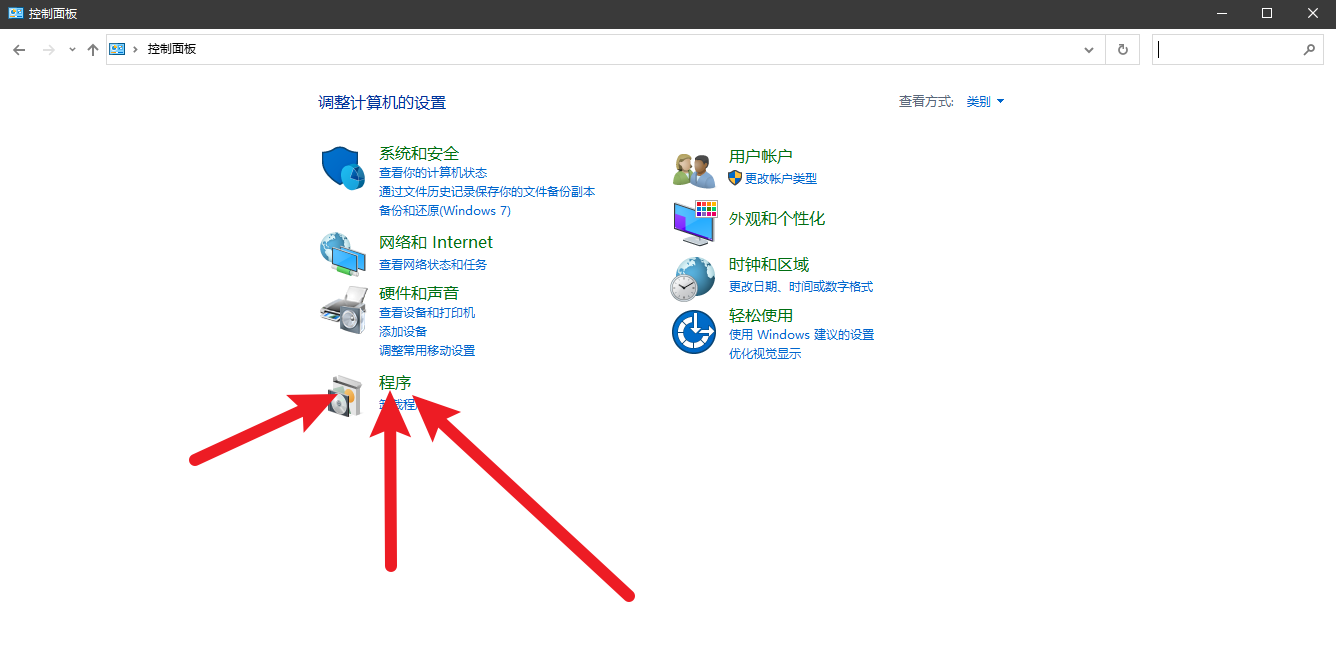 控制面板
控制面板
调整计算机的设置
查看方式: 类别
系统和安全
查看你的计算机状态
通过文件历史记录保存你的文件备份副本
备份和还原(Windows 7)
网络和 Internet
查看网络状态和任务
硬件和声音
查看设备和打印机
添加设备
调整常用移动设置
程序
用户帐户
更改帐户类型
外观和个性化
时钟和区域
更改日期、时间或数字格式
轻松使用
使用 Windows 建议的设置
优化视觉显示